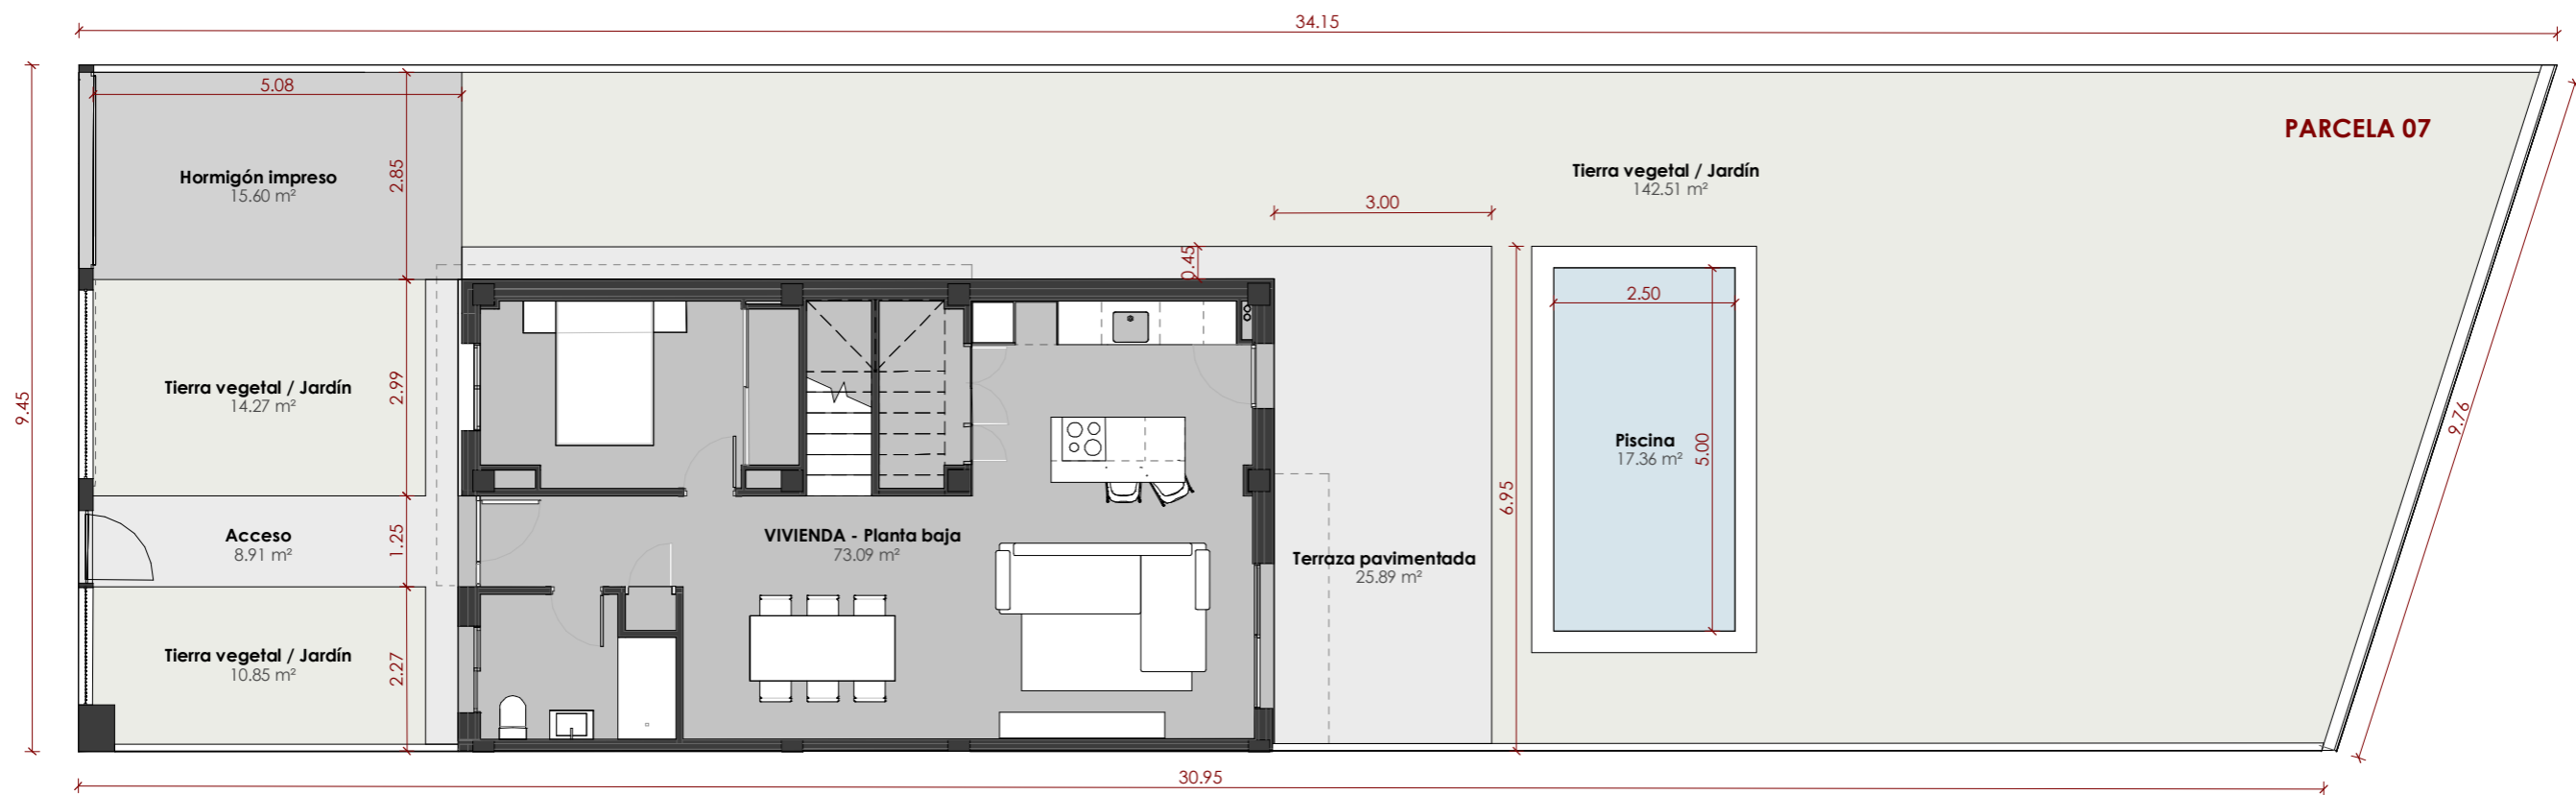 34.15
5.08
PARCELA 07
Hormigón impreso
15.60 m²
2.85
Tierra vegetal / Jardín
142.51 m²
3.00
0.45
2.50
Tierra vegetal / Jardín
14.27 m²
2.99
9.45
9.76
Piscina
17.36 m²
5.00
6.95
Acceso
8.91 m²
1.25
VIVIENDA - Planta baja
73.09 m²
Terraza pavimentada
25.89 m²
Tierra vegetal / Jardín
10.85 m²
2.27
30.95